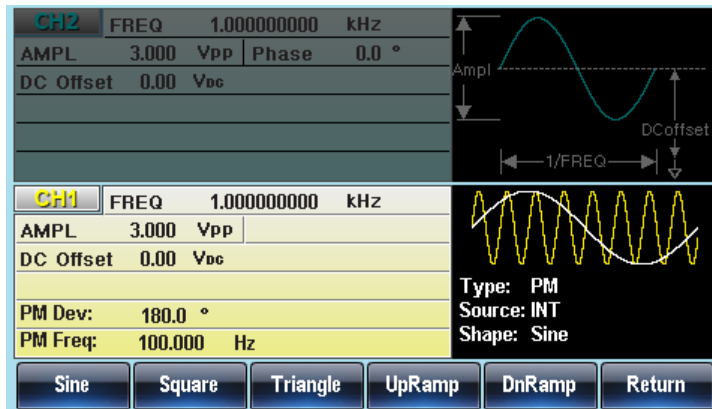 CH2 FREQ 1.000000000 kHz
AMPL 3.000 VPP Phase 0.0 °
DC Offset 0.00 VDC
Ampl
DCoffset
1/FREQ
CH1 FREQ 1.000000000 kHz
AMPL 3.000 VPP
DC Offset 0.00 VDC
PM Dev: 180.0 °
PM Freq: 100.000 Hz
Type: PM
Source: INT
Shape: Sine
Sine Square Triangle UpRamp DnRamp Return